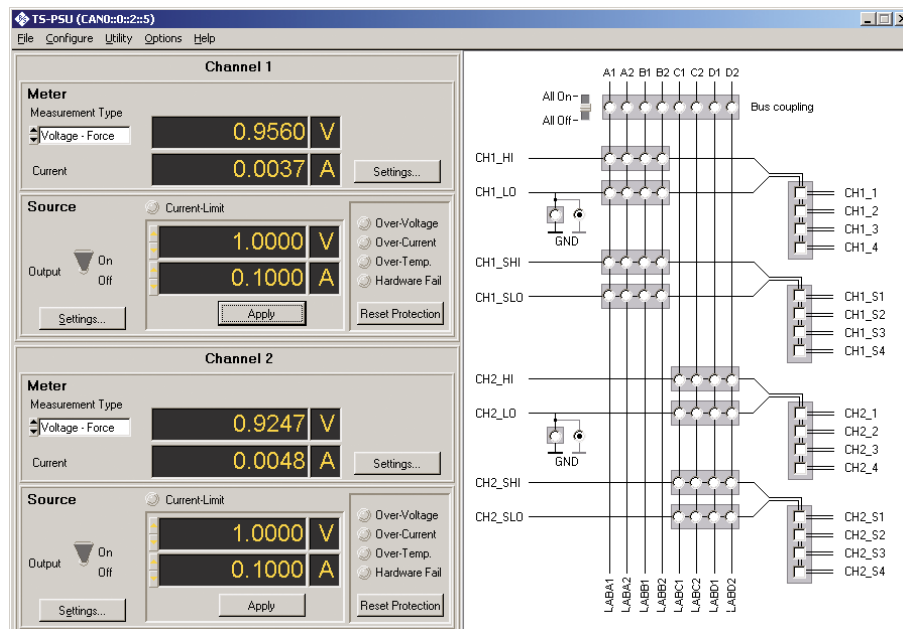 TS-PSU (CAN0::0::2::5)
File Configure Utility Options Help
Channel 1
Meter
Measurement Type
Voltage - Force
0.9560 V
Current
0.0037 A
Settings...
Source
Current-Limit
1.0000 V
0.1000 A
Output
On
Off
Settings...
Apply
Over-Voltage
Over-Current
Over-Temp.
Hardware Fail
Reset Protection
Channel 2
Meter
Measurement Type
Voltage - Force
0.9247 V
Current
0.0048 A
Settings...
Source
Current-Limit
1.0000 V
0.1000 A
Output
On
Off
Settings...
Apply
Over-Voltage
Over-Current
Over-Temp.
Hardware Fail
Reset Protection
A1 A2 B1 B2 C1 C2 D1 D2
All On
All Off
Bus coupling
CH1_HI
CH1_LO
GND
CH1_1
CH1_2
CH1_3
CH1_4
CH1_SHI
CH1_SLO
CH1_S1
CH1_S2
CH1_S3
CH1_S4
CH2_HI
CH2_LO
GND
CH2_1
CH2_2
CH2_3
CH2_4
CH2_SHI
CH2_SLO
CH2_S1
CH2_S2
CH2_S3
CH2_S4
LABA1
LABA2
LABB1
LABB2
LABC1
LABC2
LABD1
LABD2